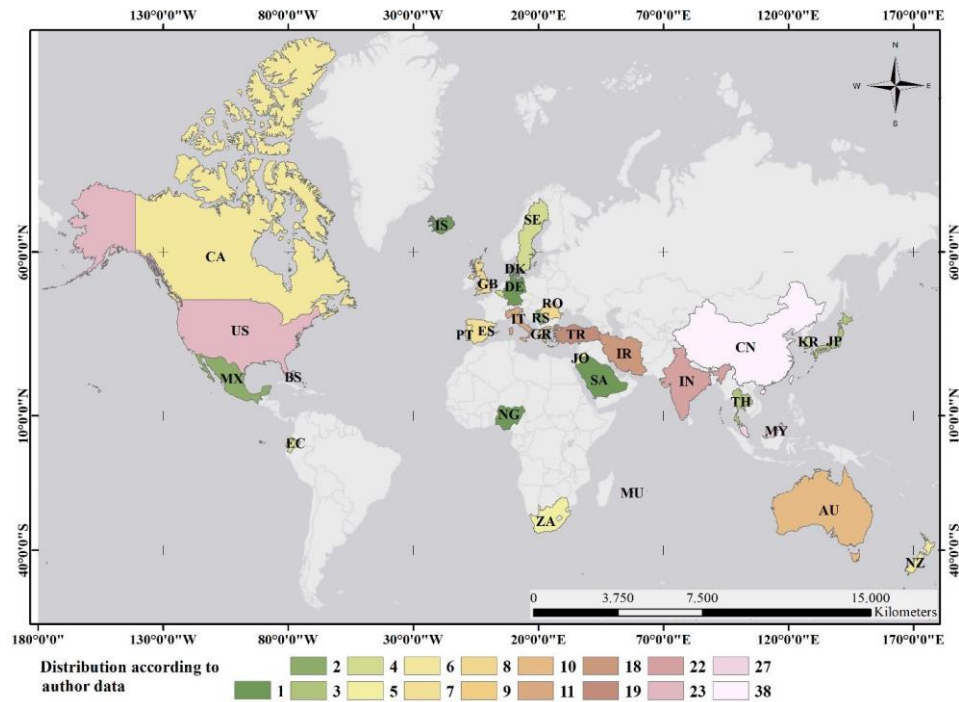 130°0'0"W 80°0'0"W 30°0'0"W 20°0'0"E 70°0'0"E 120°0'0"E 170°0'0"E
N
W E
S
60°0'0"N 60°0'0"N
10°0'0"N 10°0'0"N
40°0'0"S 40°0'0"S
IS
SE
CA
DK
GB DE
IT RS RO
US PT ES GR TR CN KR JP
JO IR
MX BS SA IN
NG TH
EC MY
MU
ZA AU
NZ
0 3.750 7.500 15.000
Kilometers
180°0'0" 130°0'0"W 80°0'0"W 30°0'0"W 20°0'0"E 70°0'0"E 120°0'0"E 170°0'0"E
Distribution according to
author data
2 4 6 8 10 18 22 27
1 3 5 7 9 11 19 23 38